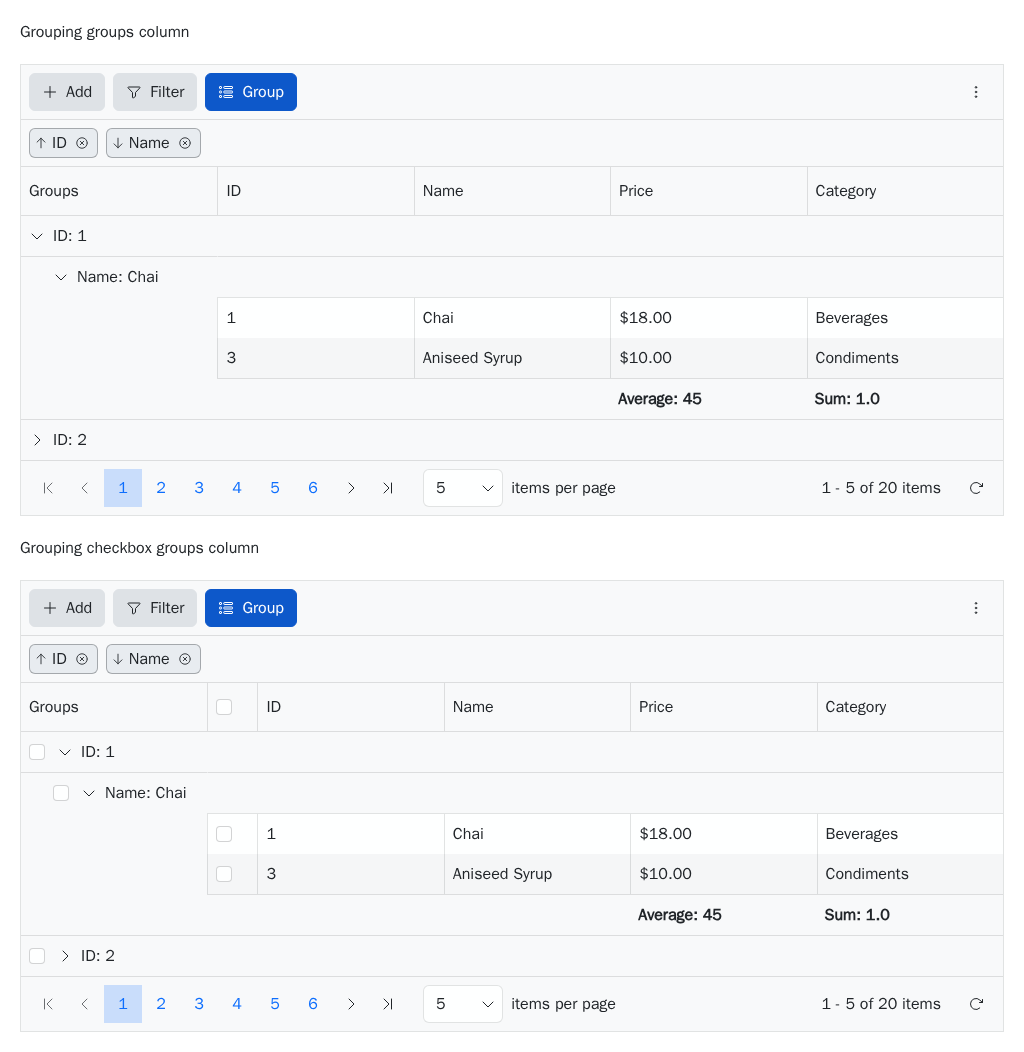 Grouping groups column
Add Filter Group
ID Name
Groups ID Name Price Category
ID: 1
Name: Chai
1 Chai $18.00 Beverages
3 Aniseed Syrup $10.00 Condiments
Average: 45 Sum: 1.0
ID: 2
1 2 3 4 5 6 5 items per page 1 - 5 of 20 items
Grouping checkbox groups column
Add Filter Group
ID Name
Groups ID Name Price Category
ID: 1
Name: Chai
1 Chai $18.00 Beverages
3 Aniseed Syrup $10.00 Condiments
Average: 45 Sum: 1.0
ID: 2
1 2 3 4 5 6 5 items per page 1 - 5 of 20 items